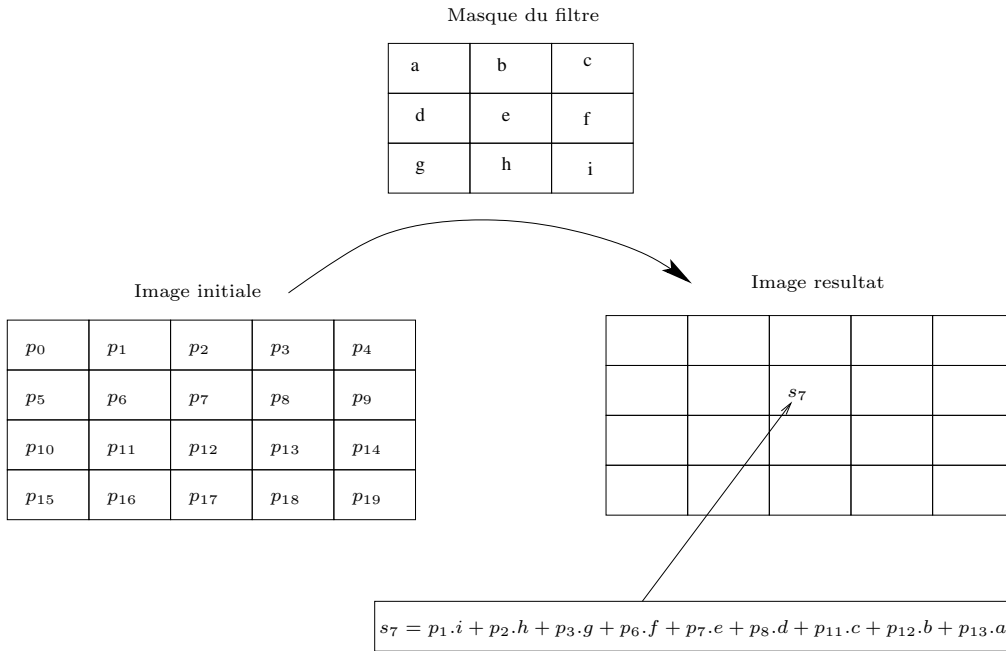 Masque du filtre
a b c
d e f
g h i
Image initiale
Image resultat
p₀ p₁ p₂ p₃ p₄
p₅ p₆ p₇ p₈ p₉
p₁₀ p₁₁ p₁₂ p₁₃ p₁₄
p₁₅ p₁₆ p₁₇ p₁₈ p₁₉
s₇
s₇ = p₁.i + p₂.h + p₃.g + p₆.f + p₇.e + p₈.d + p₁₁.c + p₁₂.b + p₁₃.a